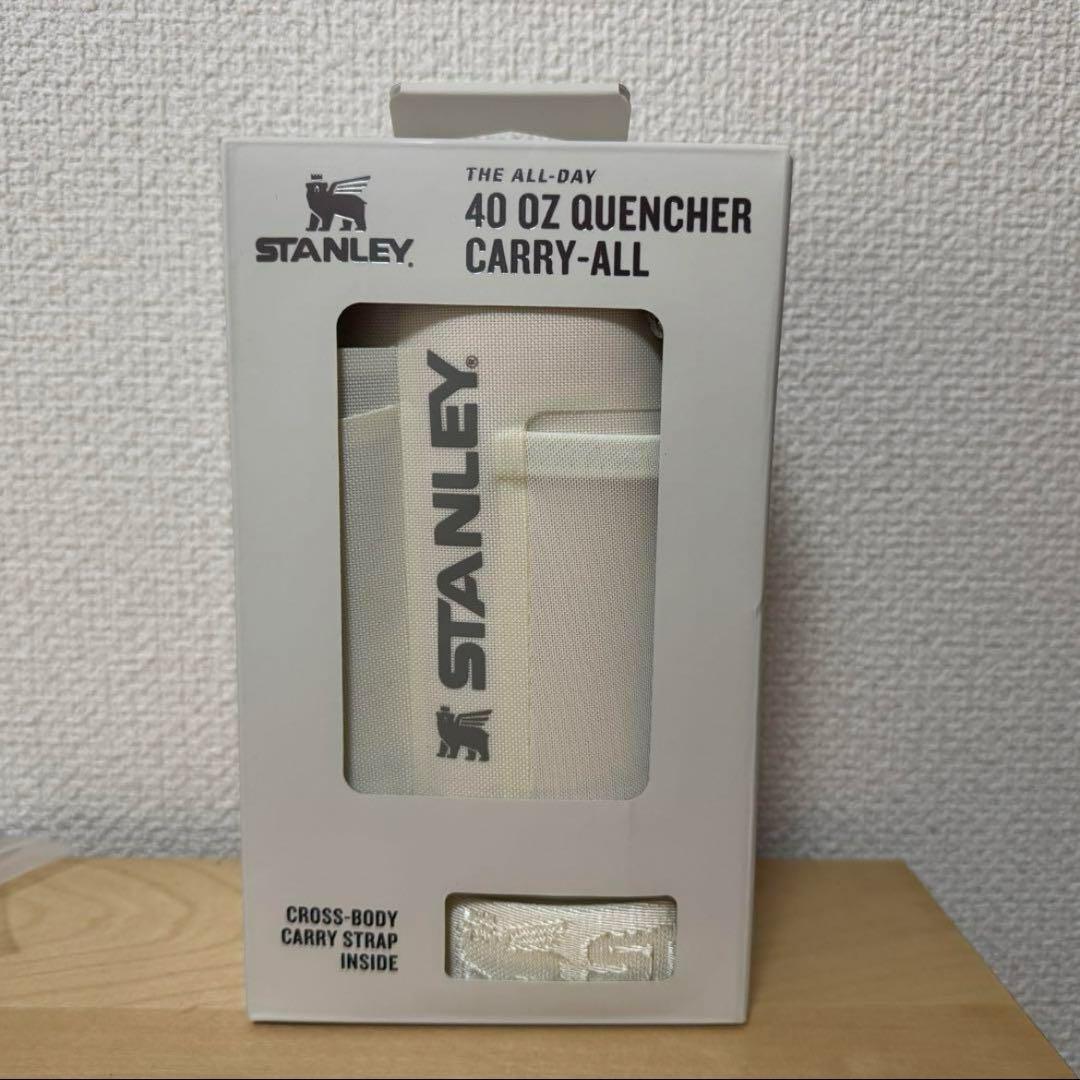 STANLEY.
THE ALL-DAY
40 OZ QUENCHER
CARRY-ALL
STANLEY®
CROSS-BODY
CARRY STRAP
INSIDE